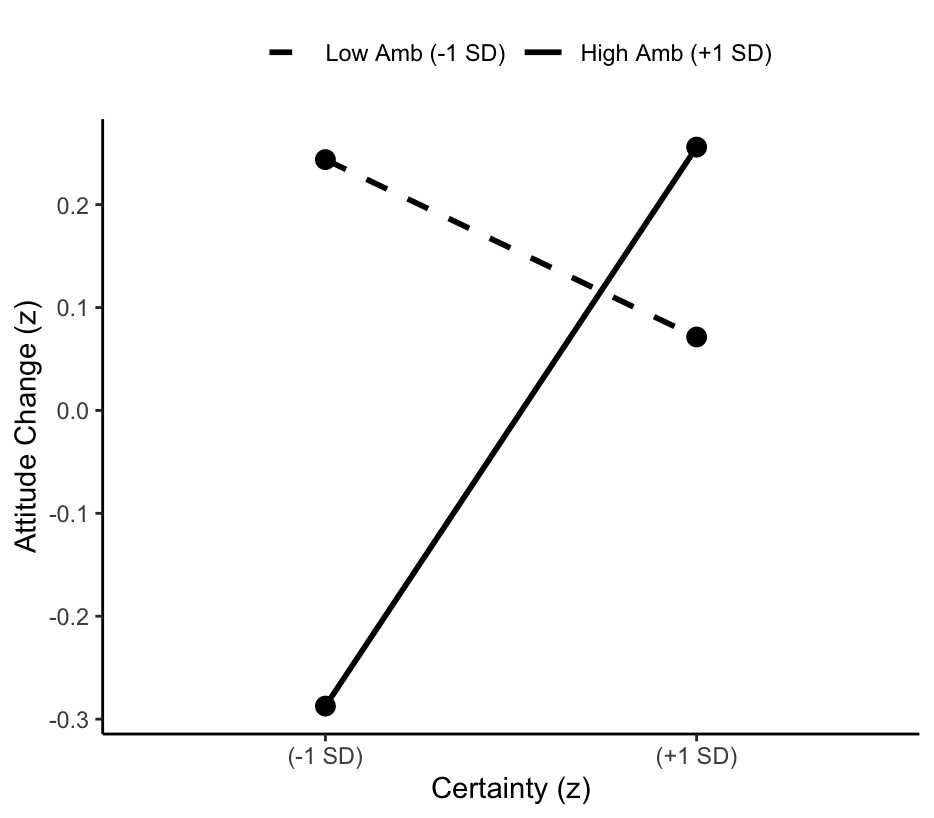 Low Amb (-1 SD) High Amb (+1 SD)
Attitude Change (z)
0.2
0.1
0.0
-0.1
-0.2
-0.3
(-1 SD) (+1 SD)
Certainty (z)